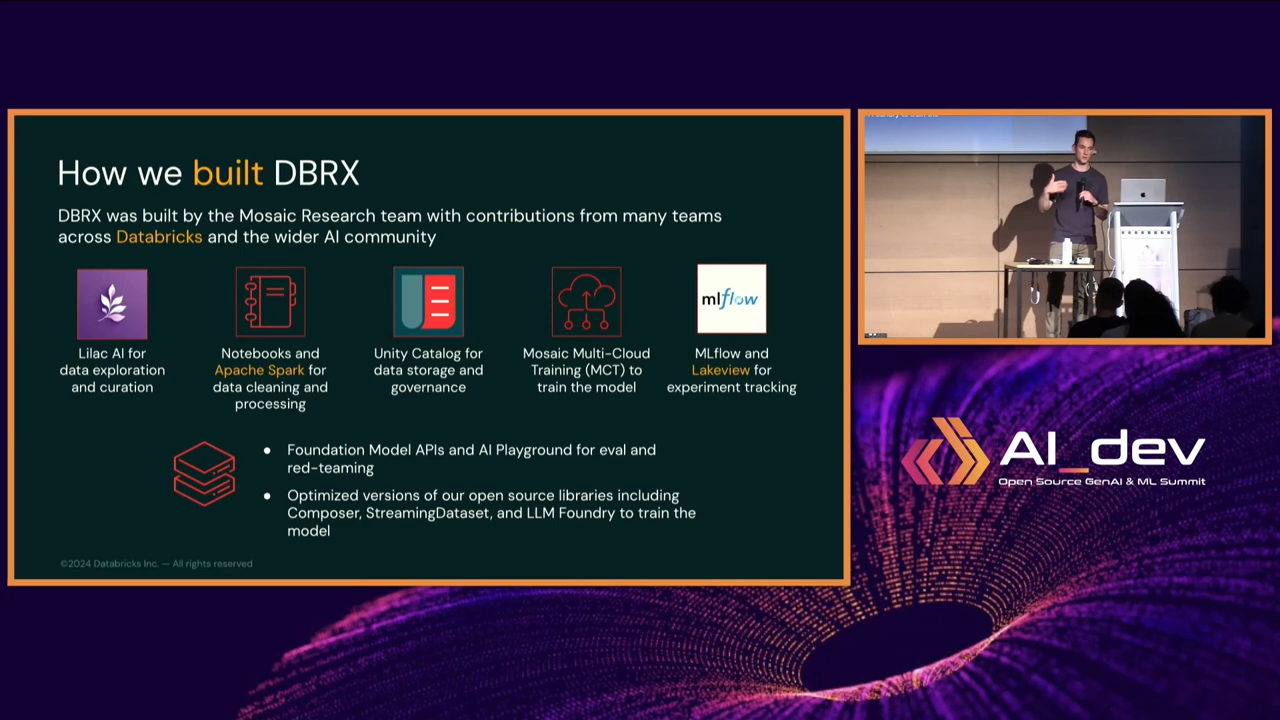 How we built DBRX
DBRX was built by the Mosaic Research team with contributions from many teams
across Databricks and the wider AI community
mlflow
Lilac AI for
data exploration
and curation
Notebooks and
Apache Spark for
data cleaning and
processing
Unity Catalog for
data storage and
governance
Mosaic Multi-Cloud
Training (MCT) to
train the model
MLflow and
Lakeview for
experiment tracking
● Foundation Model APIs and AI Playground for eval and
red-teaming
● Optimized versions of our open source libraries including
Composer, StreamingDataset, and LLM Foundry to train the
model
©2024 Databricks Inc. — All rights reserved
AI_dev
Open Source GenAI & ML Summit